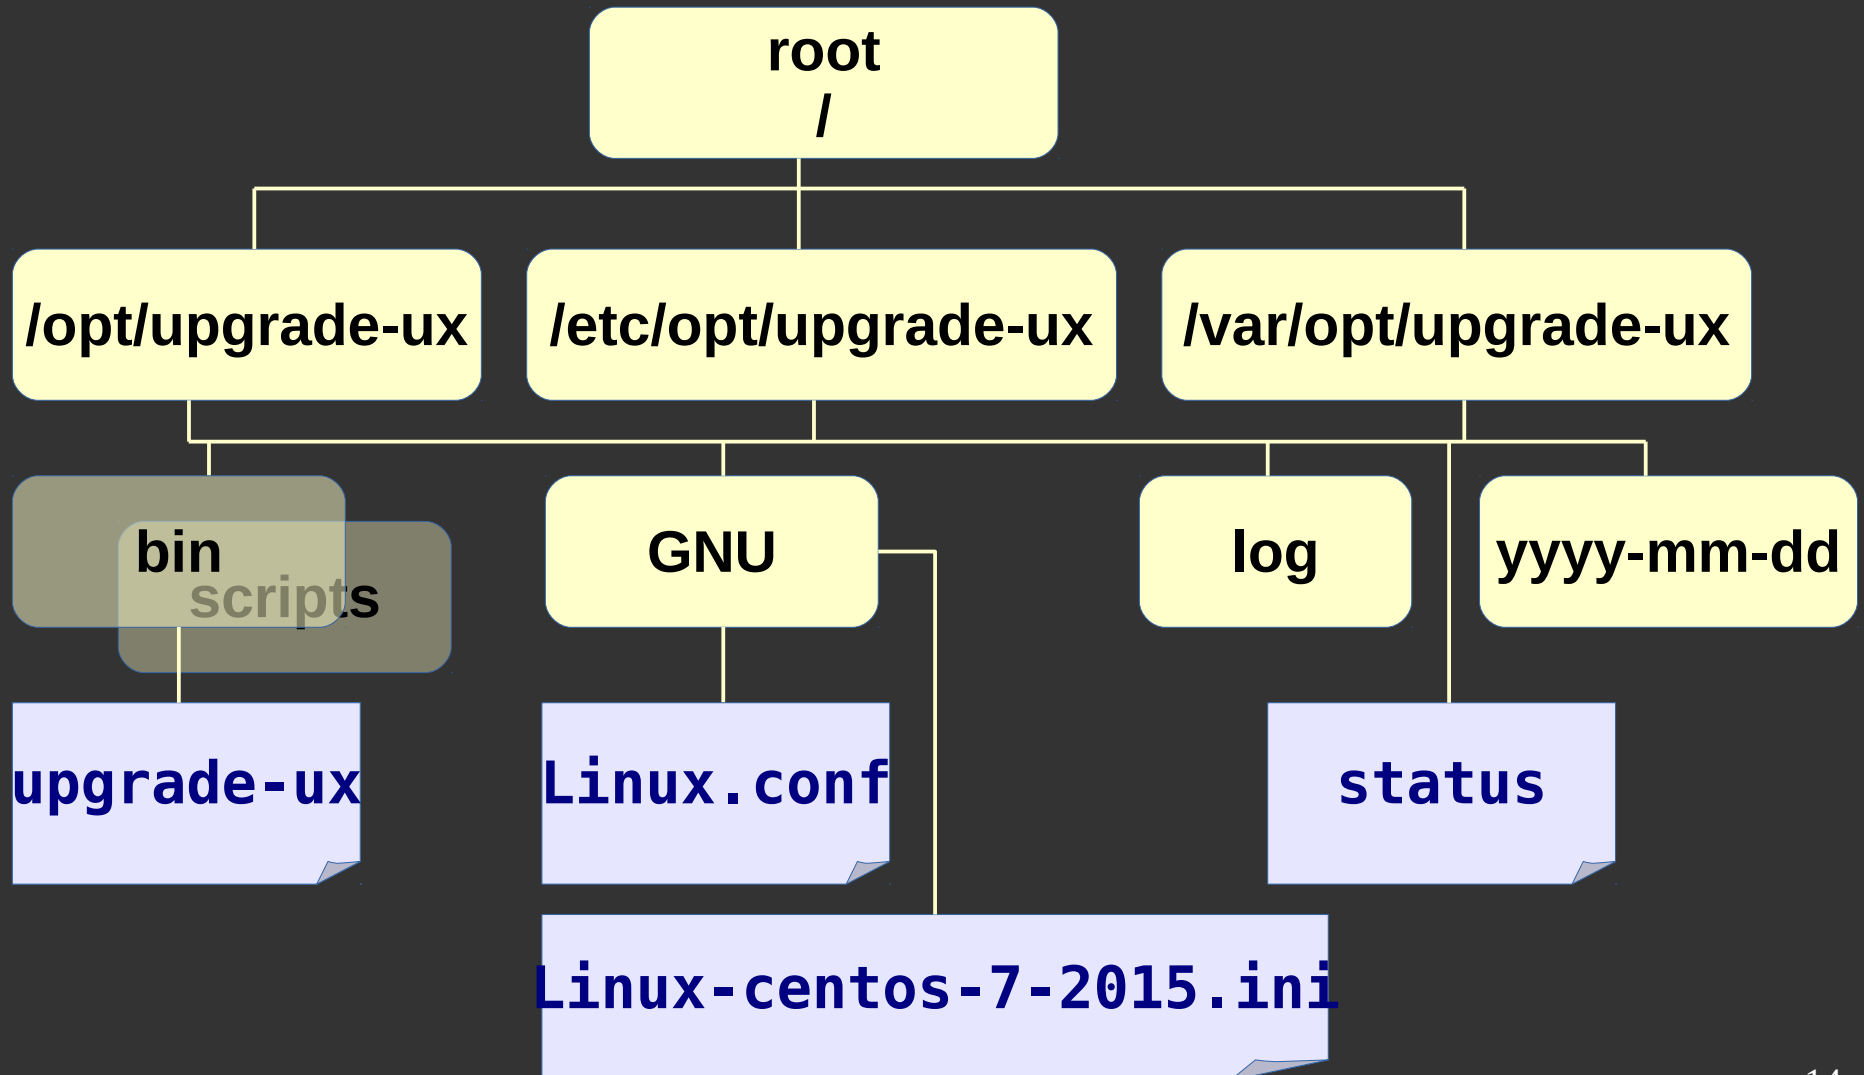 root
/
/opt/upgrade-ux
/etc/opt/upgrade-ux
/var/opt/upgrade-ux
bin
scripts
GNU
log
yyyy-mm-dd
upgrade-ux
Linux.conf
status
Linux-centos-7-2015.ini